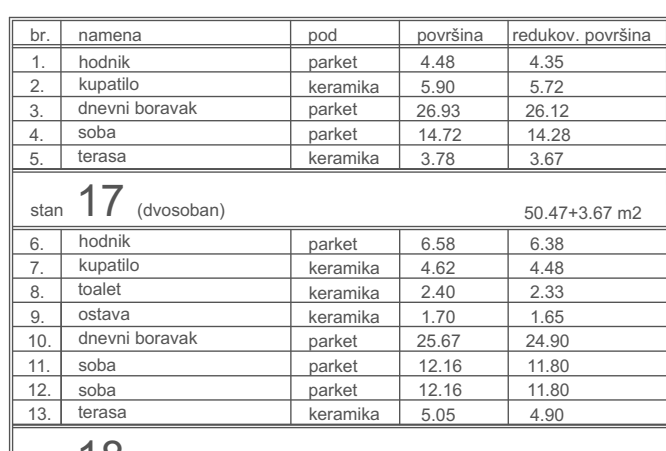 br. namena pod površina redukov. površina
1. hodnik parket 4.48 4.35
2. kupatilo keramika 5.90 5.72
3. dnevni boravak parket 26.93 26.12
4. soba parket 14.72 14.28
5. terasa keramika 3.78 3.67
stan 17 (dvosoban) 50.47+3.67 m2
6. hodnik parket 6.58 6.38
7. kupatilo keramika 4.62 4.48
8. toalet keramika 2.40 2.33
9. ostava keramika 1.70 1.65
10. dnevni boravak parket 25.67 24.90
11. soba parket 12.16 11.80
12. soba parket 12.16 11.80
13. terasa keramika 5.05 4.90